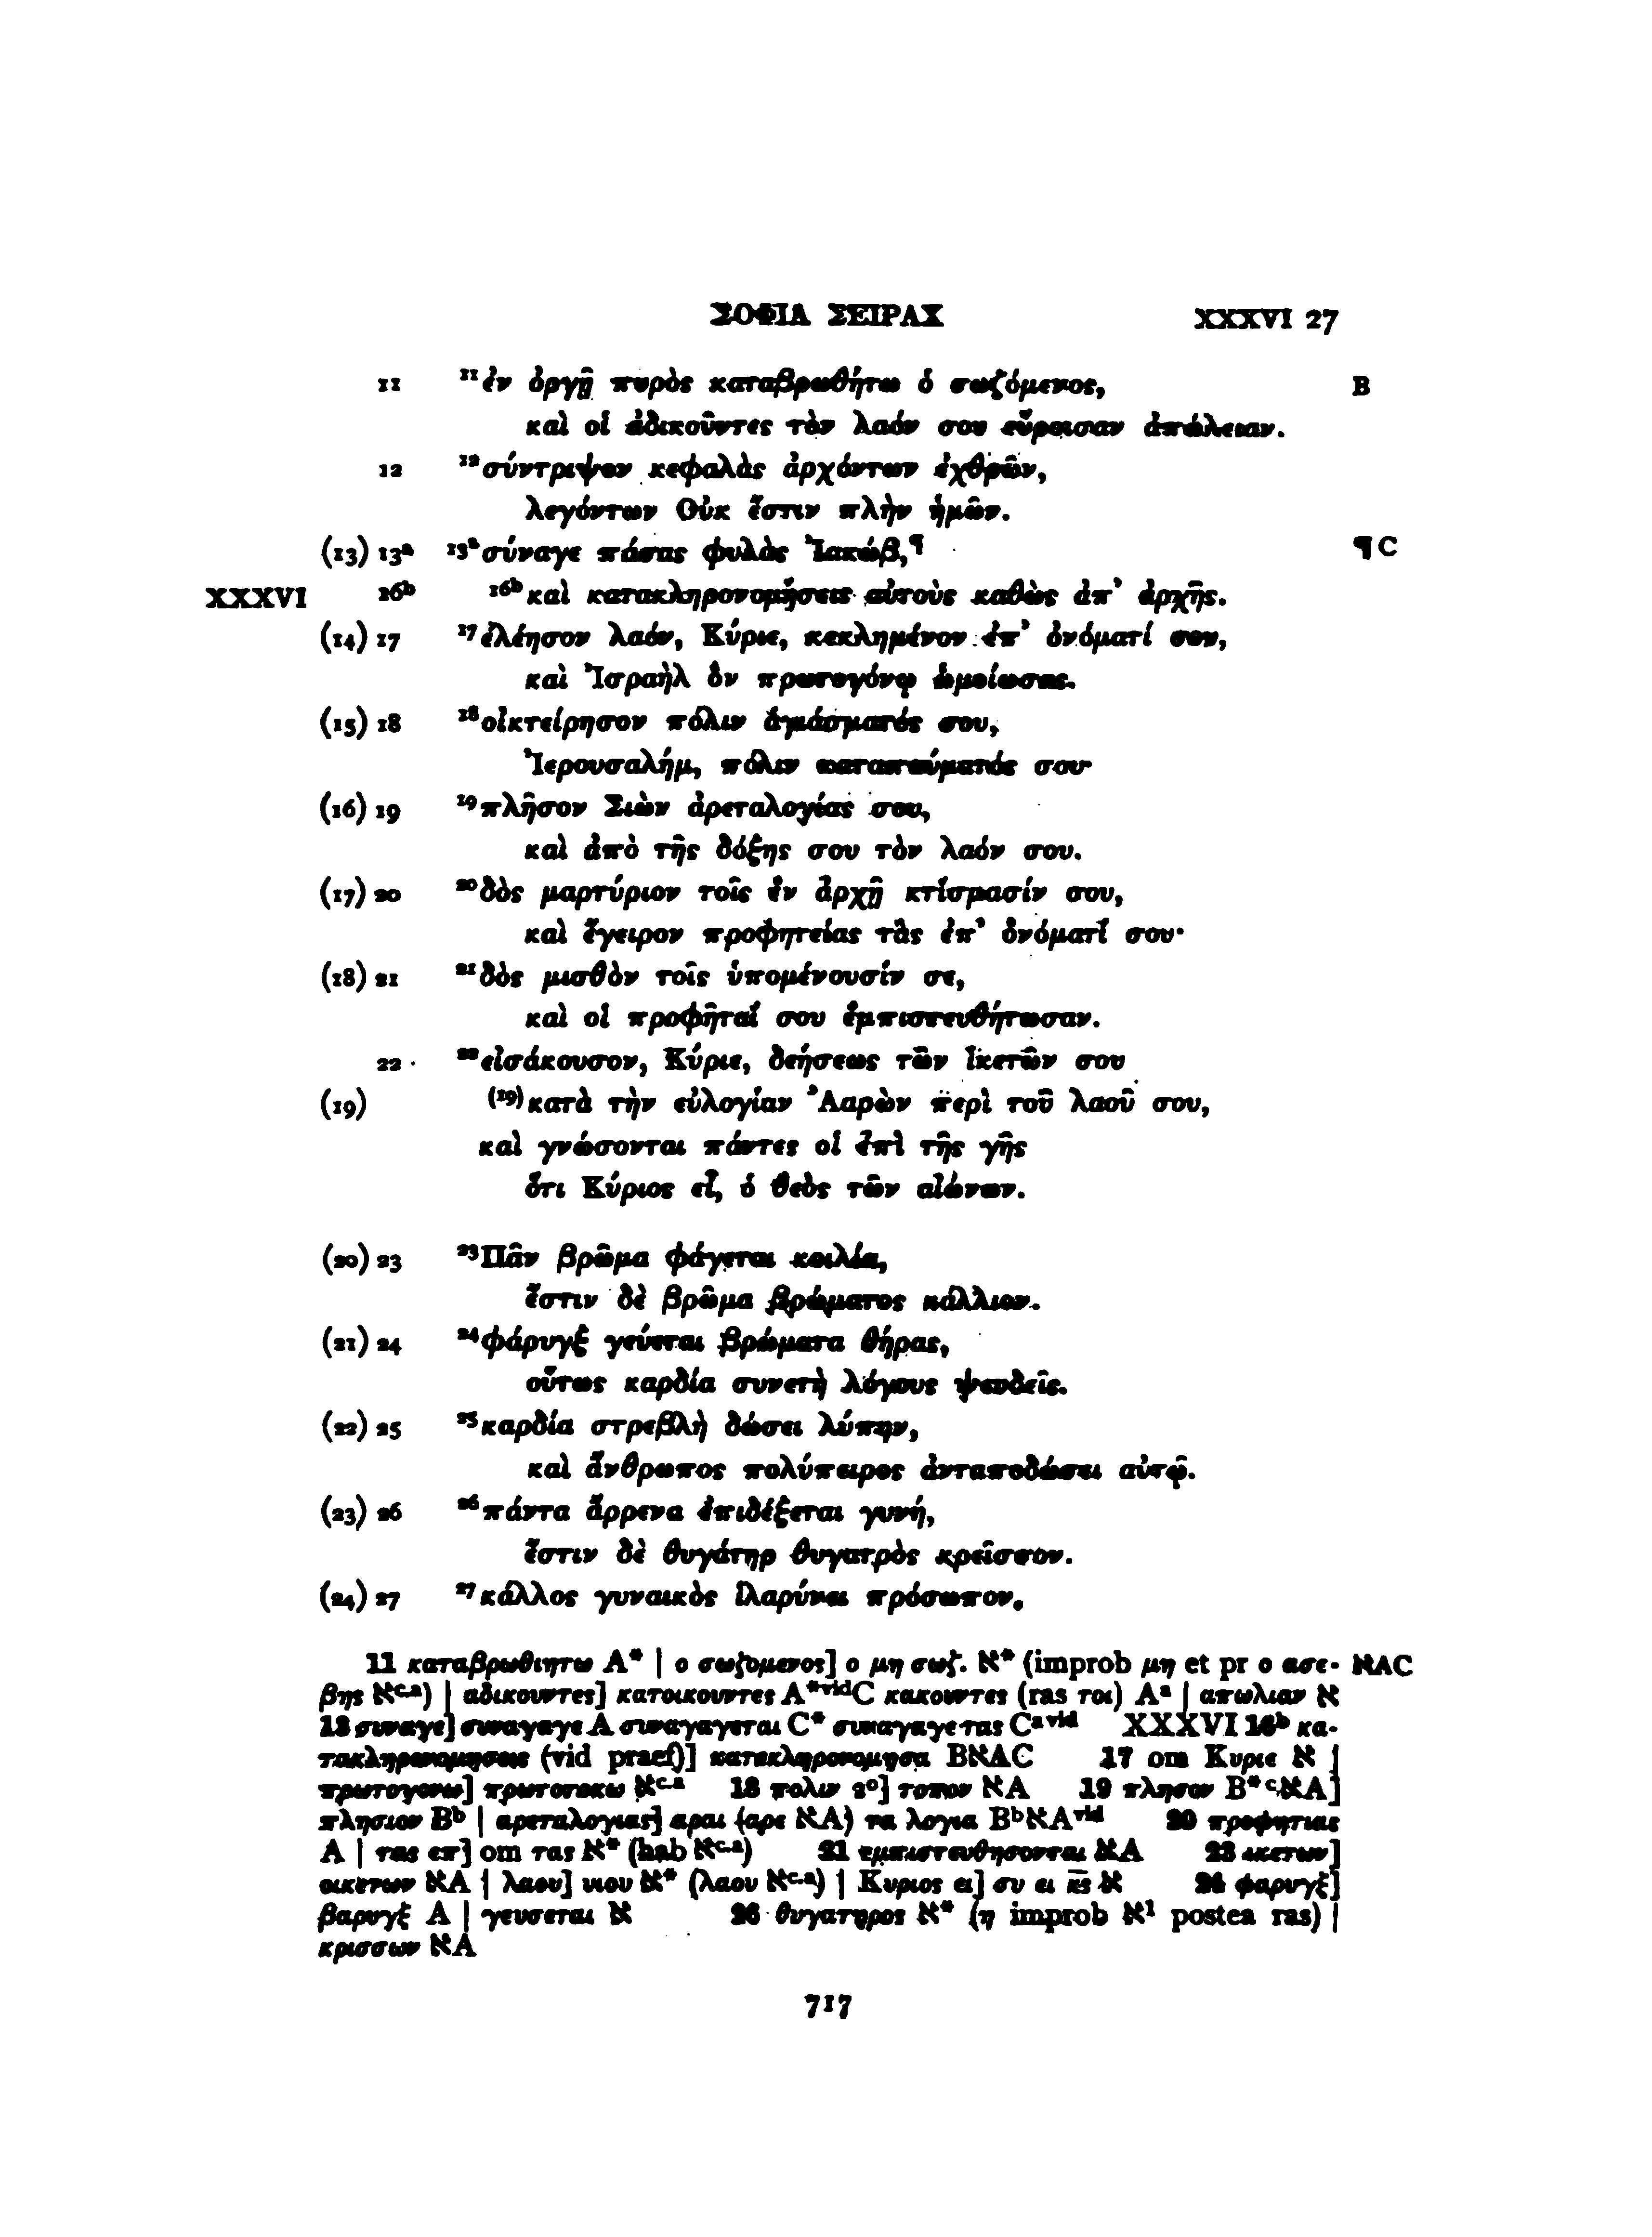 ΣΟΦΙΑ ΣΕΙΡΑΧ XXXVI 27
11 ¹¹ἐν ὀργῇ πυρὸς καταβρωθήτω ὁ σωζόμενος, B
καὶ οἱ ἀδικοῦντες τὸν λαόν σου εὕροισαν ἀπώλειαν.
12 ¹²σύντριψον κεφαλὰς ἀρχόντων ἐχθρῶν,
λεγόντων Οὐκ ἔστιν πλὴν ἡμῶν.
(13) 13ᵃ ¹³ᵃσύναγε πάσας φυλὰς Ἰακώβ,¶ ¶ C
XXXVI 16ᵇ ¹⁶ᵇκαὶ κατακληρονομήσεις αὐτοὺς καθὼς ἀπ’ ἀρχῆς.
(14) 17 ¹⁷ἐλέησον λαόν, Κύριε, κεκλημένον ἐπ’ ὀνόματί σου,
καὶ Ἰσραὴλ ὃν πρωτογόνῳ ὡμοίωσας.
(15) 18 ¹⁸οἰκτείρησον πόλιν ἁγιάσματός σου,
Ἰερουσαλήμ, πόλιν καταπαύματός σου·
(16) 19 ¹⁹πλῆσον Σιὼν ἀρεταλογίας σου,
καὶ ἀπὸ τῆς δόξης σου τὸν λαόν σου.
(17) 20 ²⁰δὸς μαρτύριον τοῖς ἐν ἀρχῇ κτίσμασίν σου,
καὶ ἔγειρον προφητείας τὰς ἐπ’ ὀνόματί σου·
(18) 21 ²¹δὸς μισθὸν τοῖς ὑπομένουσίν σε,
καὶ οἱ προφῆταί σου ἐμπιστευθήτωσαν.
22 ²²εἰσάκουσον, Κύριε, δεήσεως τῶν ἱκετῶν σου
(19) ⁽¹⁹⁾κατὰ τὴν εὐλογίαν Ἀαρὼν περὶ τοῦ λαοῦ σου,
καὶ γνώσονται πάντες οἱ ἐπὶ τῆς γῆς
ὅτι Κύριος εἶ, ὁ θεὸς τῶν αἰώνων.
(20) 23 ²³Πᾶν βρῶμα φάγεται κοιλία,
ἔστιν δὲ βρῶμα βρώματος κάλλιον.
(21) 24 ²⁴φάρυγξ γεύεται βρώματα θήρας,
οὕτως καρδία συνετὴ λόγους ψευδεῖς.
(22) 25 ²⁵καρδία στρεβλὴ δώσει λύπην,
καὶ ἄνθρωπος πολύπειρος ἀνταποδώσει αὐτῷ.
(23) 26 ²⁶πάντα ἄρρενα ἐπιδέξεται γυνή,
ἔστιν δὲ θυγάτηρ θυγατρὸς κρεῖσσον.
(24) 27 ²⁷κάλλος γυναικὸς ἱλαρύνει πρόσωπον,
11 καταβρωθιητω A* | ο σωζομενος] ο μη σωζ. ℵ* (improb μη et pr ο ασε- ℵAC
βης ℵᶜ·ᵃ) | αδικουντες] κατοικουντες A*ᵛⁱᵈC κακουντες (ras τοι) Aᵃ | απωλιαν ℵ
13 συναγε] συναγαγε A συναγαγεται C* συναγαγε τας Cᵃ ᵛⁱᵈ XXXVI 16ᵇ κα-
τακληρονομησεις (vid praef)] κατεκληρονομησα BℵAC 17 om Κυριε ℵ |
πρωτογονω] πρωτοτοκω ℵᶜ·ᵃ 18 πολιν 2°] τοπον ℵA 19 πλησον B*ᶜℵA]
πλησιον Bᵇ | αρεταλογιας] αραι (αρε ℵA) τα λογια BᵇℵAᵛⁱᵈ 20 προφητιας
A | τας επ] om τας ℵ* (hab ℵᶜ·ᵃ) 21 εμπιστευθησονται ℵA 22 ικετων]
οικετων ℵA | λαου] υιου ℵ* (λαου ℵᶜ·ᵃ) | Κυριος ει] συ ει κ̅ς̅ ℵ 24 φαρυγξ]
βαρυγξ A | γευσεται ℵ 26 θυγατηρος ℵ* (η improb ℵ¹ postea ras) |
κρισσων ℵA
717